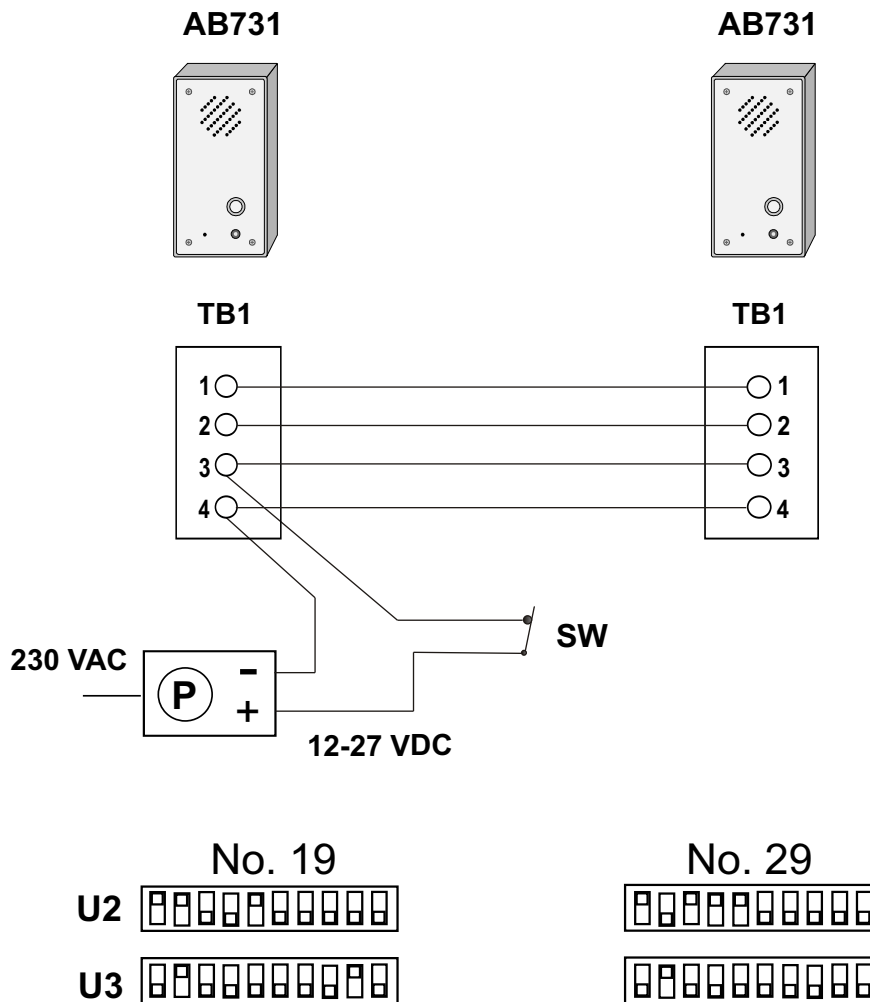 AB731 AB731
TB1 TB1
1 1
2 2
3 3
4 4
SW
230 VAC
P - +
12-27 VDC
No. 19 No. 29
U2
U3